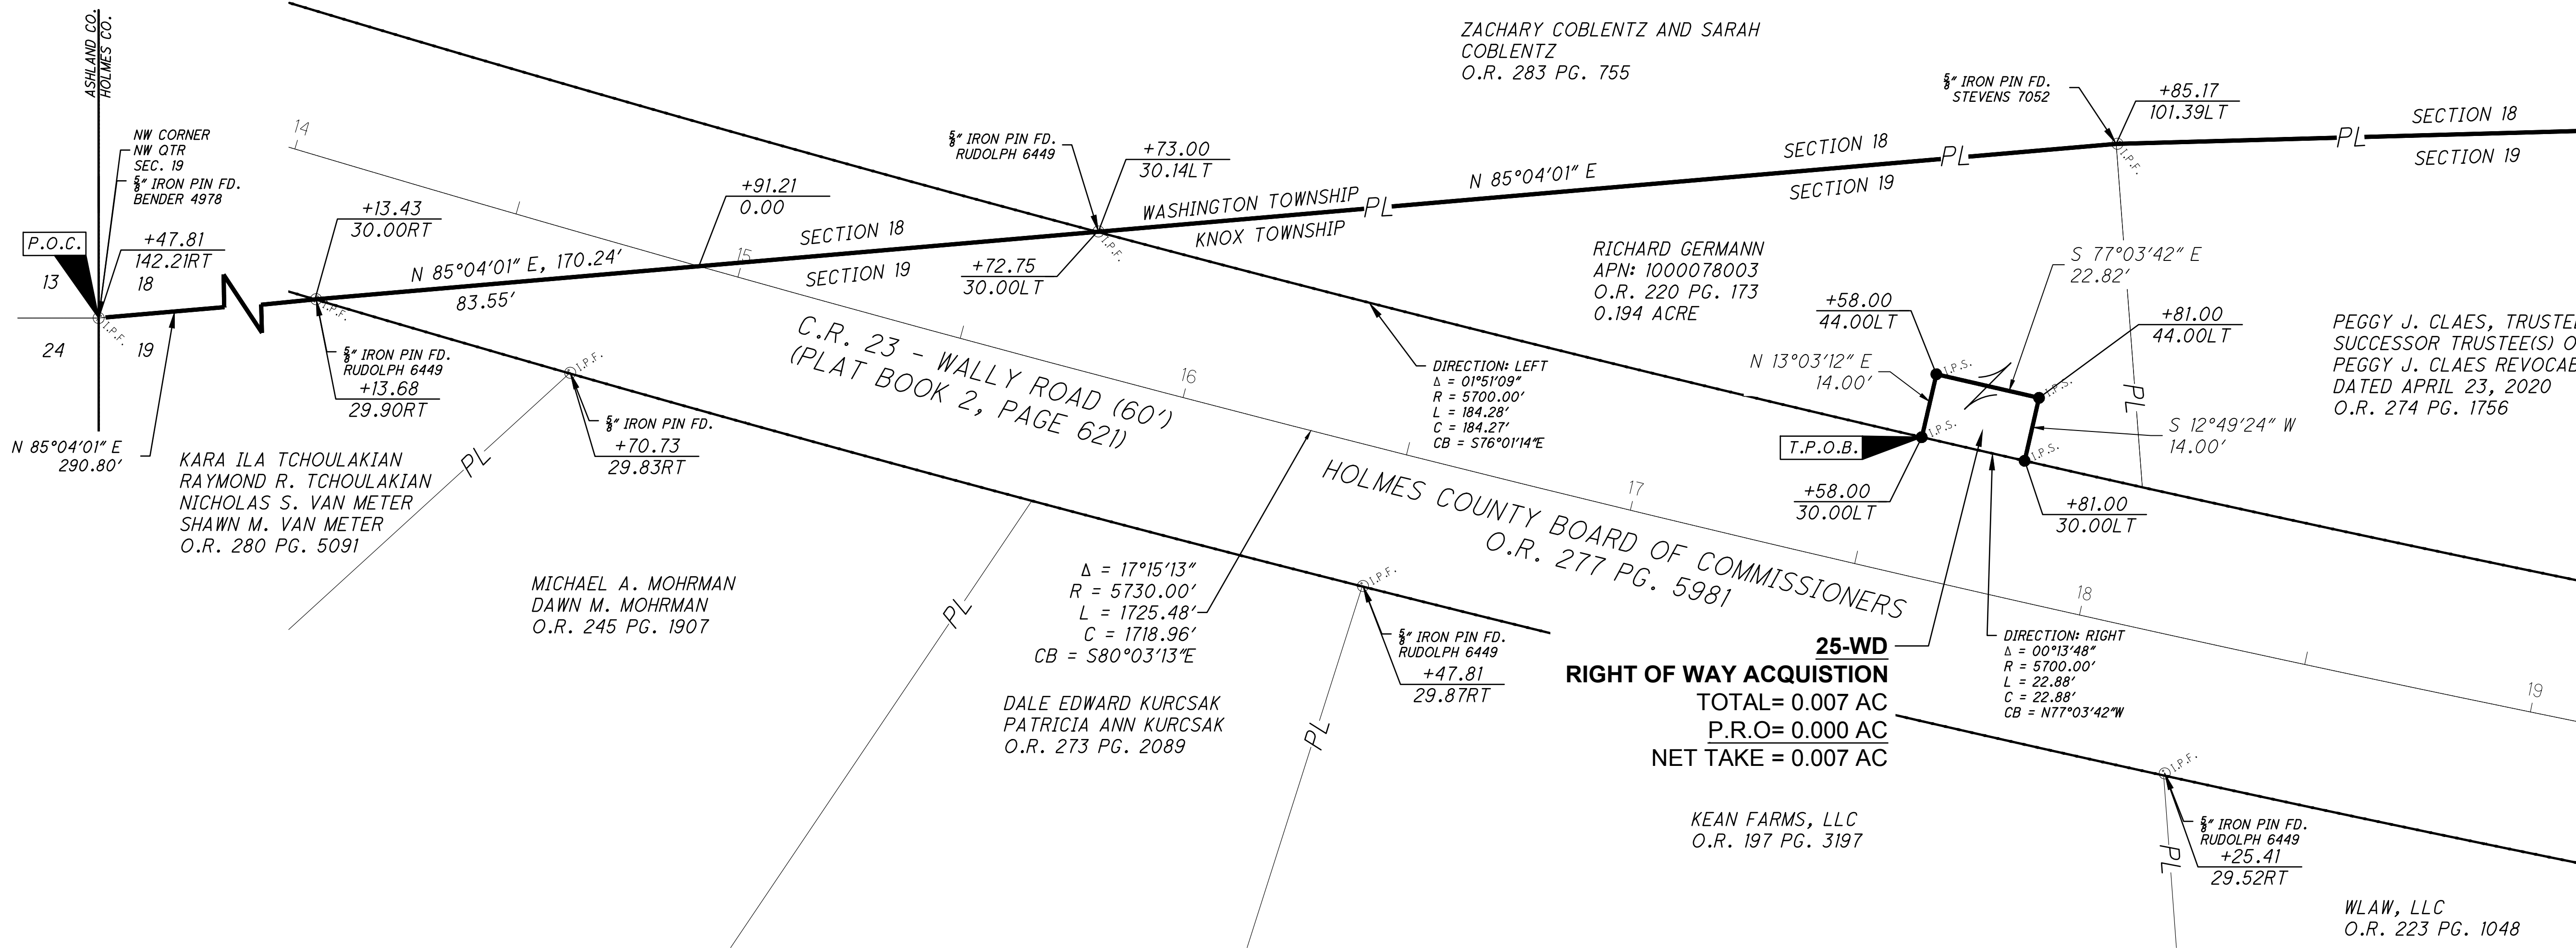 ASHLAND CO.
HOLMES CO.
NW CORNER
NW QTR
SEC. 19
5/8" IRON PIN FD.
BENDER 4978
P.O.C.
+47.81
142.21RT
13
18
24
19
N 85°04'01" E
290.80'
14
+13.43
30.00RT
N 85°04'01" E, 170.24'
83.55'
I.P.F.
I.P.F.
5/8" IRON PIN FD.
RUDOLPH 6449
+13.68
29.90RT
KARA ILA TCHOULAKIAN
RAYMOND R. TCHOULAKIAN
NICHOLAS S. VAN METER
SHAWN M. VAN METER
O.R. 280 PG. 5091
PL
I.P.F.
5/8" IRON PIN FD.
+70.73
29.83RT
+91.21
0.00
SECTION 18
SECTION 19
15
5/8" IRON PIN FD.
RUDOLPH 6449
+73.00
30.14LT
I.P.F.
+72.75
30.00LT
WASHINGTON TOWNSHIP
KNOX TOWNSHIP
PL
N 85°04'01" E
ZACHARY COBLENTZ AND SARAH
COBLENTZ
O.R. 283 PG. 755
SECTION 18
SECTION 19
PL
5/8" IRON PIN FD.
STEVENS 7052
+85.17
101.39LT
I.P.F.
PL
SECTION 18
SECTION 19
C.R. 23 - WALLY ROAD (60')
(PLAT BOOK 2, PAGE 621)
16
DIRECTION: LEFT
Δ = 01°51'09"
R = 5700.00'
L = 184.28'
C = 184.27'
CB = S76°01'14"E
RICHARD GERMANN
APN: 1000078003
O.R. 220 PG. 173
0.194 ACRE
+58.00
44.00LT
N 13°03'12" E
14.00'
S 77°03'42" E
22.82'
+81.00
44.00LT
I.P.S.
I.P.S.
I.P.S.
I.P.S.
PL
S 12°49'24" W
14.00'
T.P.O.B.
+58.00
30.00LT
+81.00
30.00LT
PEGGY J. CLAES, TRUSTE
SUCCESSOR TRUSTEE(S) O
PEGGY J. CLAES REVOCAB
DATED APRIL 23, 2020
O.R. 274 PG. 1756
17
HOLMES COUNTY BOARD OF COMMISSIONERS
O.R. 277 PG. 5981
18
19
MICHAEL A. MOHRMAN
DAWN M. MOHRMAN
O.R. 245 PG. 1907
PL
Δ = 17°15'13"
R = 5730.00'
L = 1725.48'
C = 1718.96'
CB = S80°03'13"E
I.P.F.
5/8" IRON PIN FD.
RUDOLPH 6449
+47.81
29.87RT
DALE EDWARD KURCSAK
PATRICIA ANN KURCSAK
O.R. 273 PG. 2089
PL
25-WD
RIGHT OF WAY ACQUISTION
TOTAL= 0.007 AC
P.R.O= 0.000 AC
NET TAKE = 0.007 AC
DIRECTION: RIGHT
Δ = 00°13'48"
R = 5700.00'
L = 22.88'
C = 22.88'
CB = N77°03'42"W
KEAN FARMS, LLC
O.R. 197 PG. 3197
I.P.F.
5/8" IRON PIN FD.
RUDOLPH 6449
+25.41
29.52RT
PL
WLAW, LLC
O.R. 223 PG. 1048